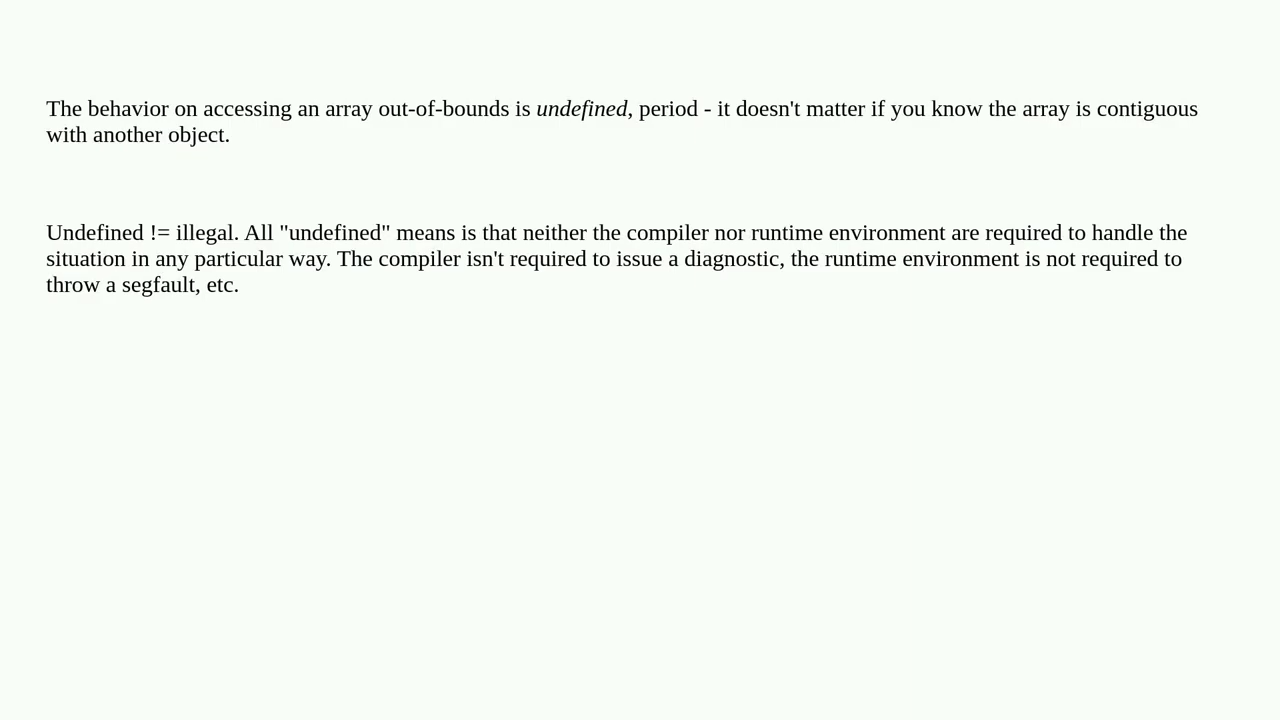 The behavior on accessing an array out-of-bounds is undefined, period - it doesn't matter if you know the array is contiguous
with another object.
Undefined != illegal. All "undefined" means is that neither the compiler nor runtime environment are required to handle the
situation in any particular way. The compiler isn't required to issue a diagnostic, the runtime environment is not required to
throw a segfault, etc.